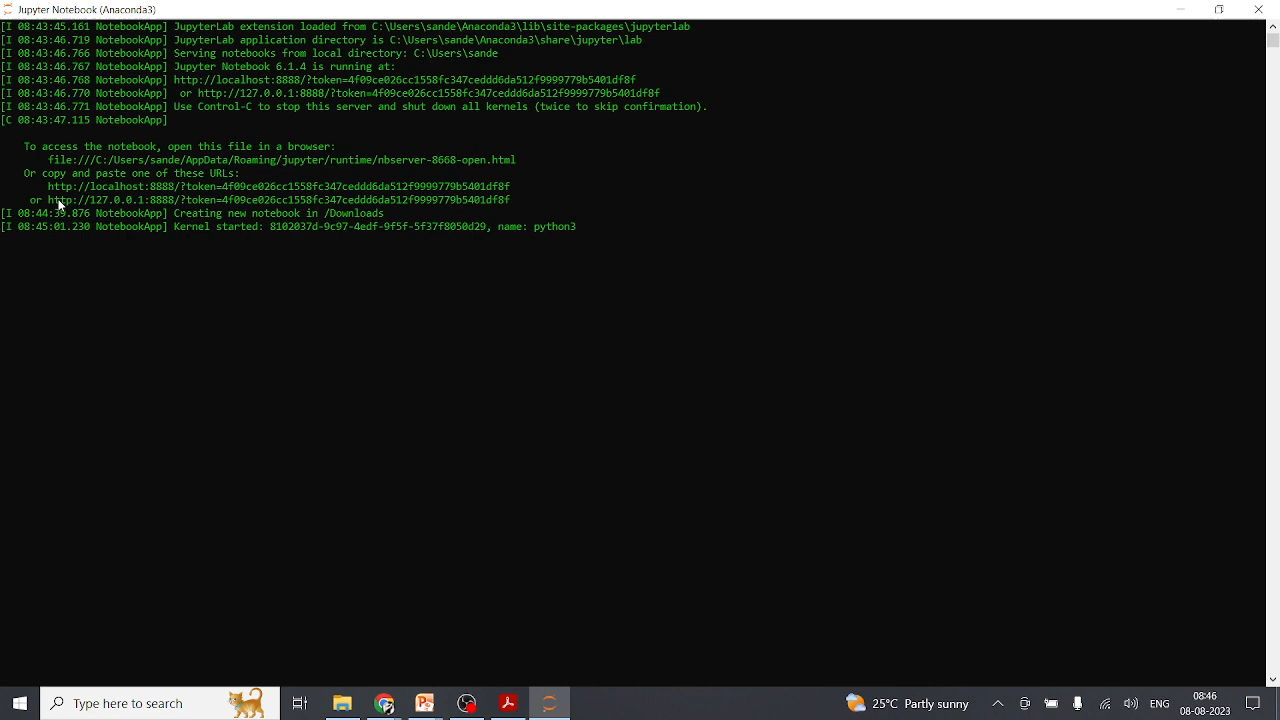 Jupyter Notebook (Anaconda3)
[I 08:43:45.161 NotebookApp] JupyterLab extension loaded from C:\Users\sande\Anaconda3\lib\site-packages\jupyterlab
[I 08:43:46.719 NotebookApp] JupyterLab application directory is C:\Users\sande\Anaconda3\share\jupyter\lab
[I 08:43:46.766 NotebookApp] Serving notebooks from local directory: C:\Users\sande
[I 08:43:46.767 NotebookApp] Jupyter Notebook 6.1.4 is running at:
[I 08:43:46.768 NotebookApp] http://localhost:8888/?token=4f09ce026cc1558fc347ceddd6da512f9999779b5401df8f
[I 08:43:46.770 NotebookApp]  or http://127.0.0.1:8888/?token=4f09ce026cc1558fc347ceddd6da512f9999779b5401df8f
[I 08:43:46.771 NotebookApp] Use Control-C to stop this server and shut down all kernels (twice to skip confirmation).
[C 08:43:47.115 NotebookApp]
To access the notebook, open this file in a browser:
file:///C:/Users/sande/AppData/Roaming/jupyter/runtime/nbserver-8668-open.html
Or copy and paste one of these URLs:
http://localhost:8888/?token=4f09ce026cc1558fc347ceddd6da512f9999779b5401df8f
or http://127.0.0.1:8888/?token=4f09ce026cc1558fc347ceddd6da512f9999779b5401df8f
[I 08:44:39.876 NotebookApp] Creating new notebook in /Downloads
[I 08:45:01.230 NotebookApp] Kernel started: 8102037d-9c97-4edf-9f5f-5f37f8050d29, name: python3
Type here to search
25°C Partly sunny
ENG
08:46
08-08-2023